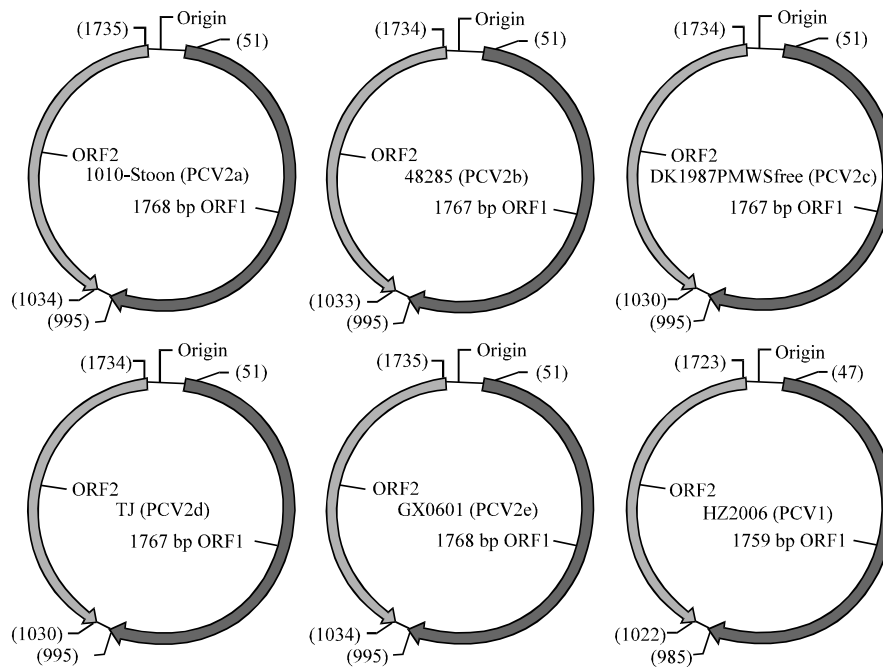 (1735)
Origin
(51)
ORF2
1010-Stoon (PCV2a)
1768 bp ORF1
(1034)
(995)
(1734)
Origin
(51)
ORF2
48285 (PCV2b)
1767 bp ORF1
(1033)
(995)
(1734)
Origin
(51)
ORF2
DK1987PMWSfree (PCV2c)
1767 bp ORF1
(1030)
(995)
(1734)
Origin
(51)
ORF2
TJ (PCV2d)
1767 bp ORF1
(1030)
(995)
(1735)
Origin
(51)
ORF2
GX0601 (PCV2e)
1768 bp ORF1
(1034)
(995)
(1723)
Origin
(47)
ORF2
HZ2006 (PCV1)
1759 bp ORF1
(1022)
(985)